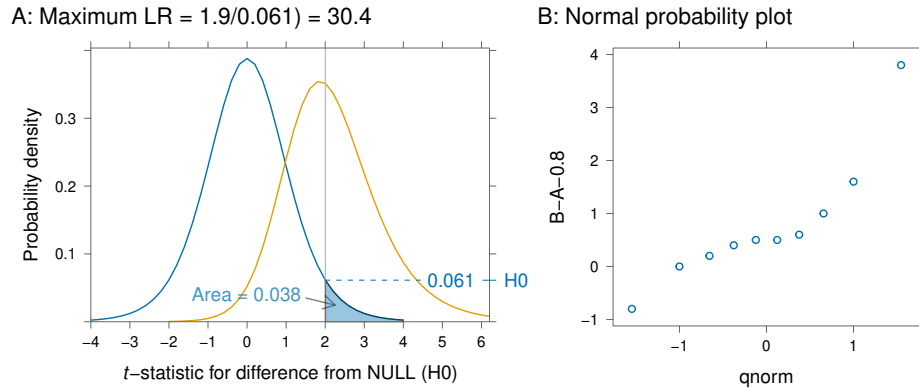 A: Maximum LR = 1.9/0.061) = 30.4
Probability density
0.3
0.2
0.1
0.061
H0
Area = 0.038
−4 −3 −2 −1 0 1 2 3 4 5 6
t−statistic for difference from NULL (H0)
B: Normal probability plot
B−A−0.8
4
3
2
1
0
−1
−1 0 1
qnorm